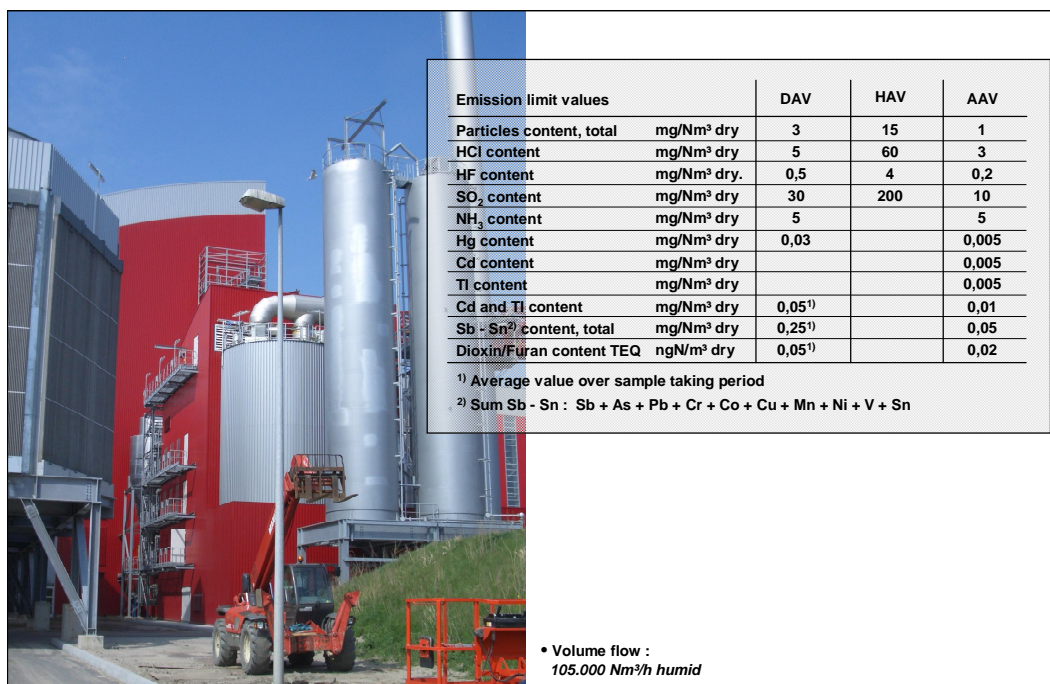 Emission limit values DAV HAV AAV
Particles content, total mg/Nm³ dry 3 15 1
HCl content mg/Nm³ dry 5 60 3
HF content mg/Nm³ dry. 0,5 4 0,2
SO₂ content mg/Nm³ dry 30 200 10
NH₃ content mg/Nm³ dry 5 5
Hg content mg/Nm³ dry 0,03 0,005
Cd content mg/Nm³ dry 0,005
Tl content mg/Nm³ dry 0,005
Cd and Tl content mg/Nm³ dry 0,05¹⁾ 0,01
Sb - Sn²⁾ content, total mg/Nm³ dry 0,25¹⁾ 0,05
Dioxin/Furan content TEQ ngN/m³ dry 0,05¹⁾ 0,02
¹⁾ Average value over sample taking period
²⁾ Sum Sb - Sn : Sb + As + Pb + Cr + Co + Cu + Mn + Ni + V + Sn
• Volume flow :
105.000 Nm³/h humid